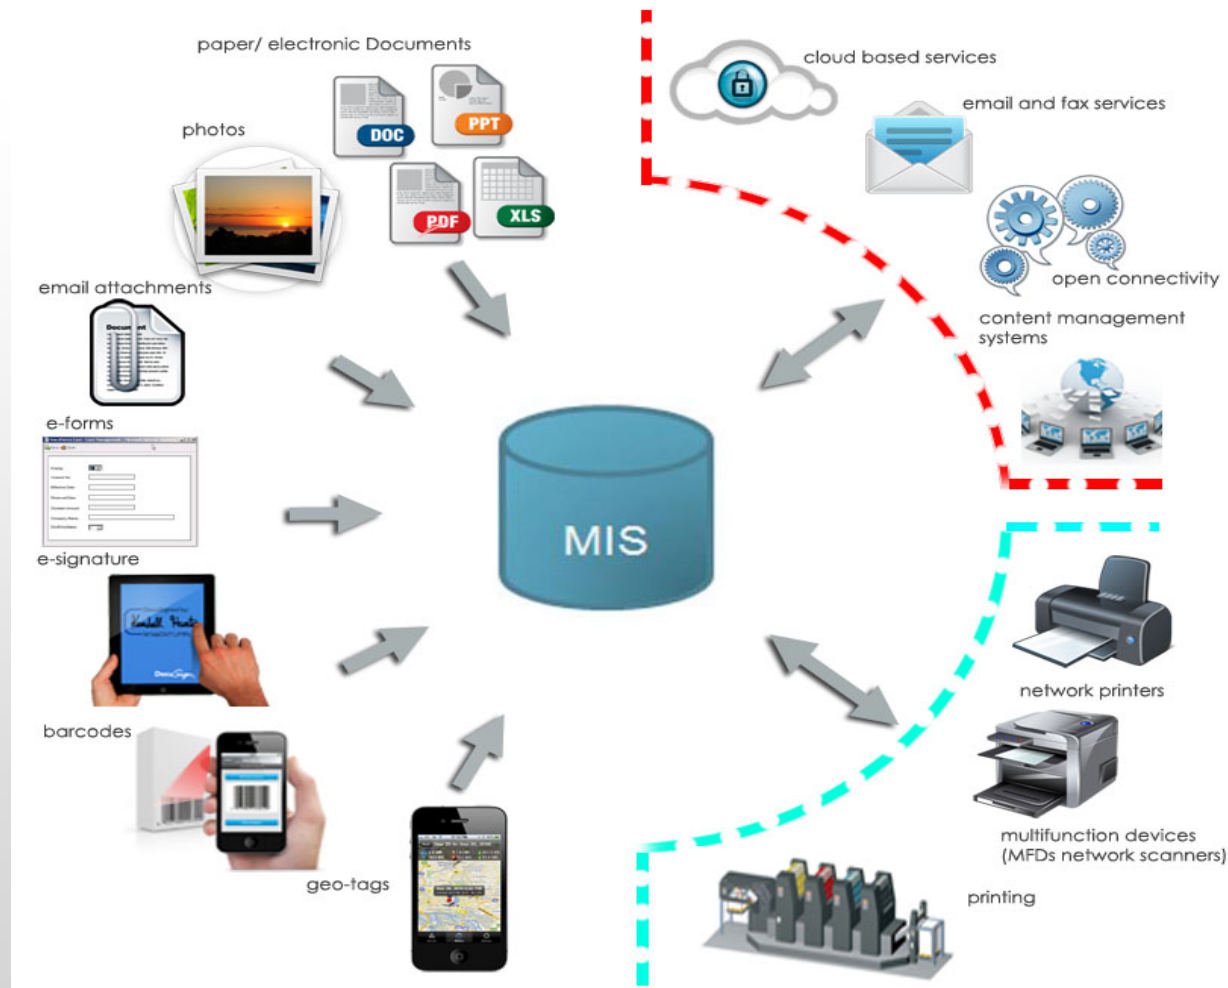 paper/ electronic Documents
DOC
PPT
PDF
XLS
photos
email attachments
Document
e-forms
e-signature
barcodes
geo-tags
MIS
cloud based services
email and fax services
open connectivity
content management
systems
network printers
multifunction devices
(MFDs network scanners)
printing